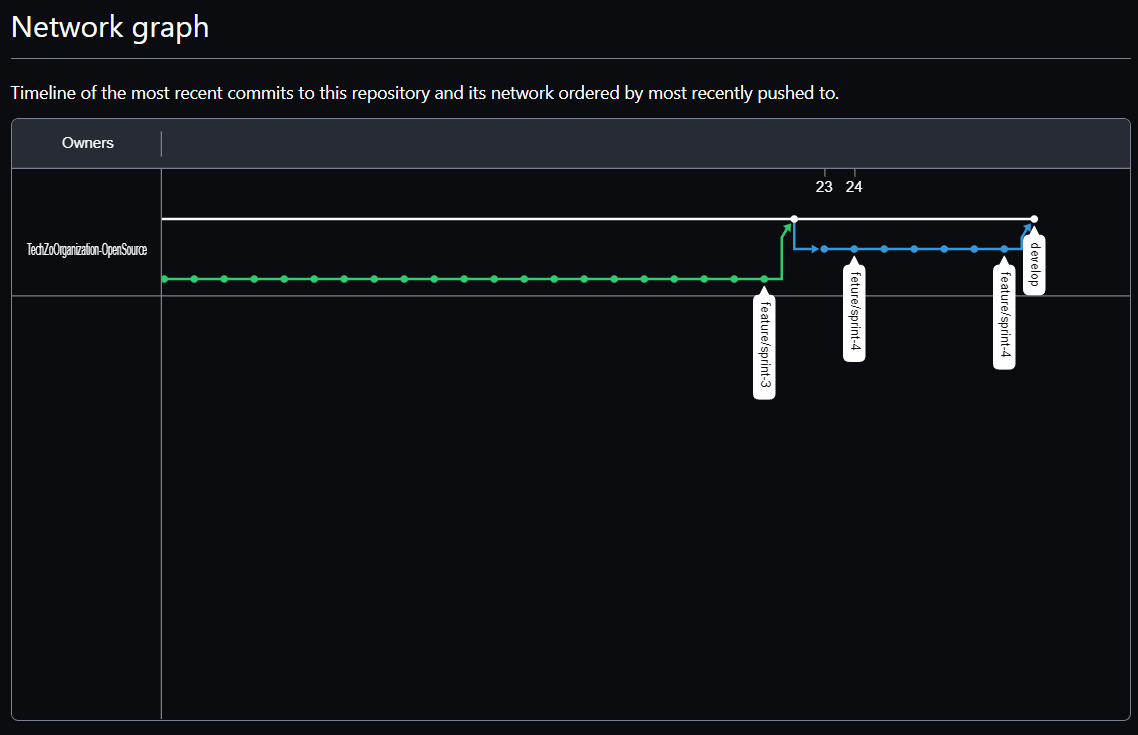 Network graph
Timeline of the most recent commits to this repository and its network ordered by most recently pushed to.
Owners
23 24
TechZoOrganization-OpenSource
develop
feature/sprint-3
feture/sprint-4
feature/sprint-4